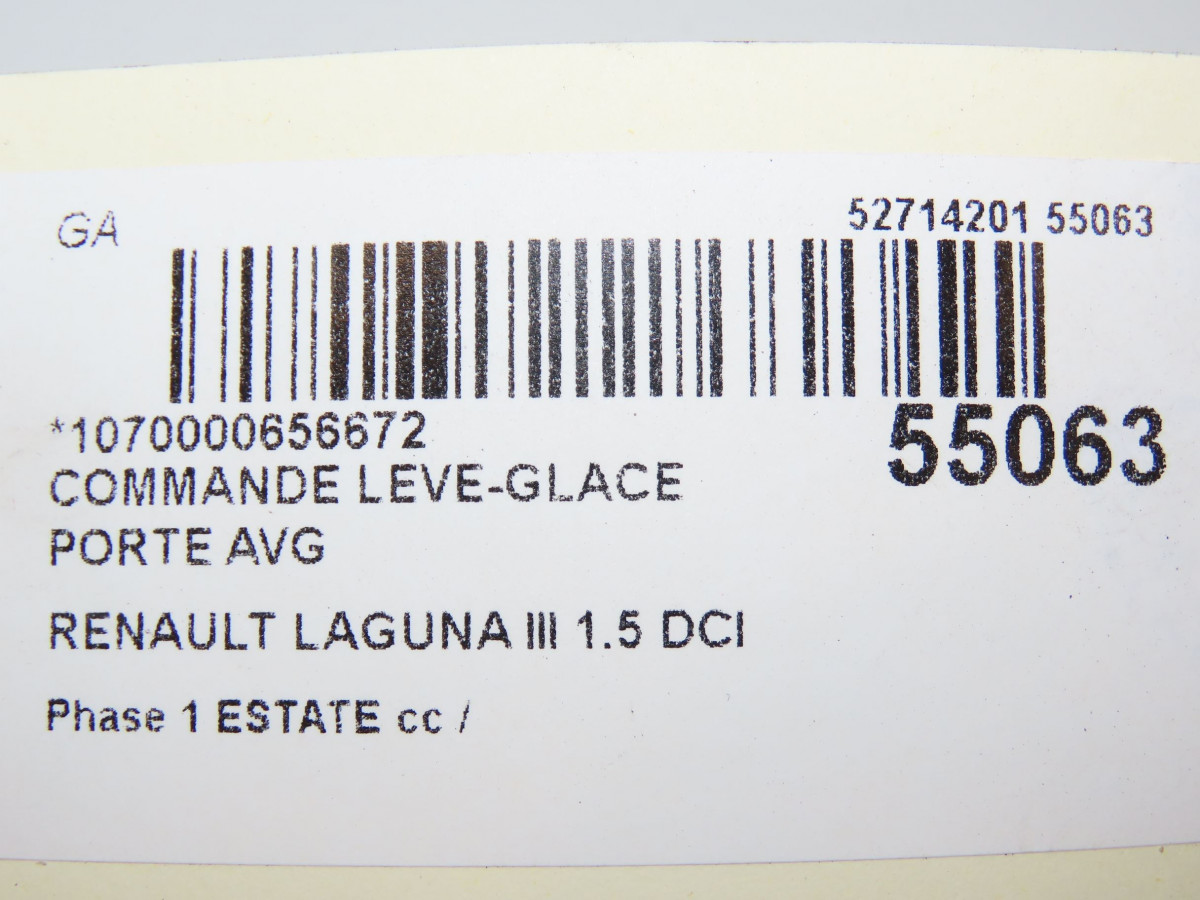 GA
52714201 55063
*1070000656672
55063
COMMANDE LEVE-GLACE
PORTE AVG
RENAULT LAGUNA III 1.5 DCI
Phase 1 ESTATE cc /